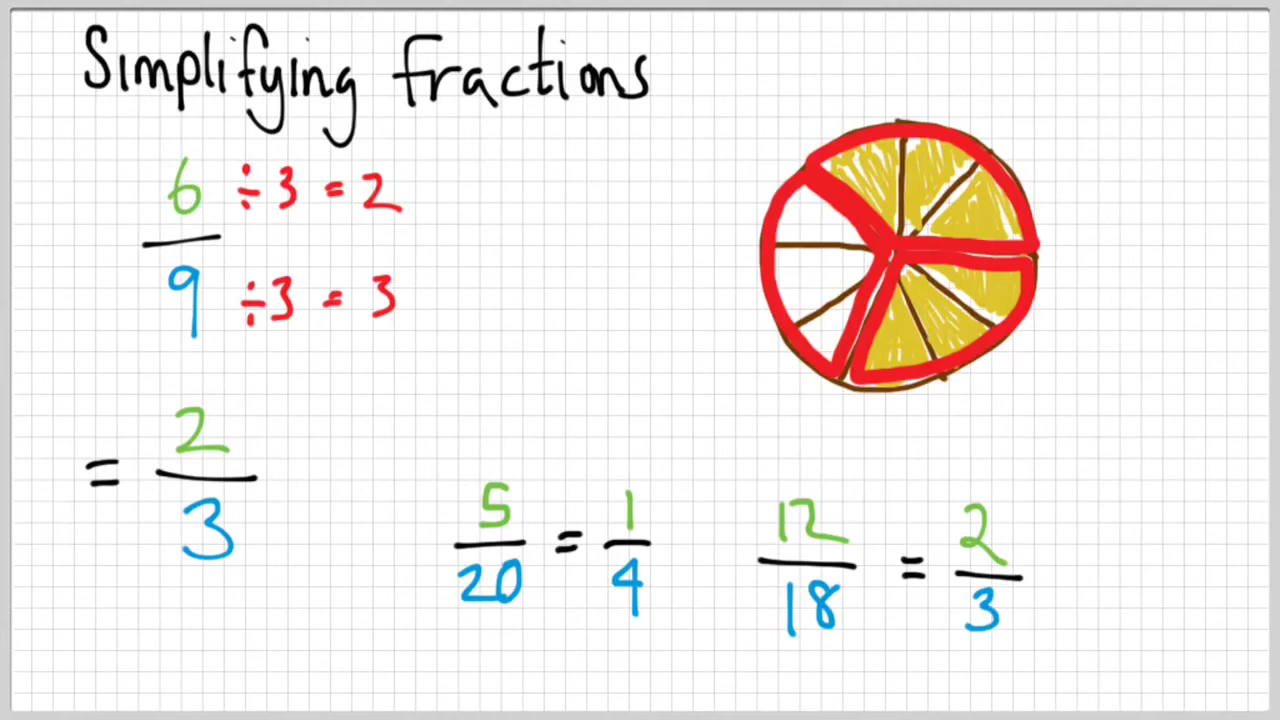 Simplifying fractions
6 ÷3 = 2
9 ÷3 = 3
= 2/3
5/20 = 1/4
12/18 = 2/3